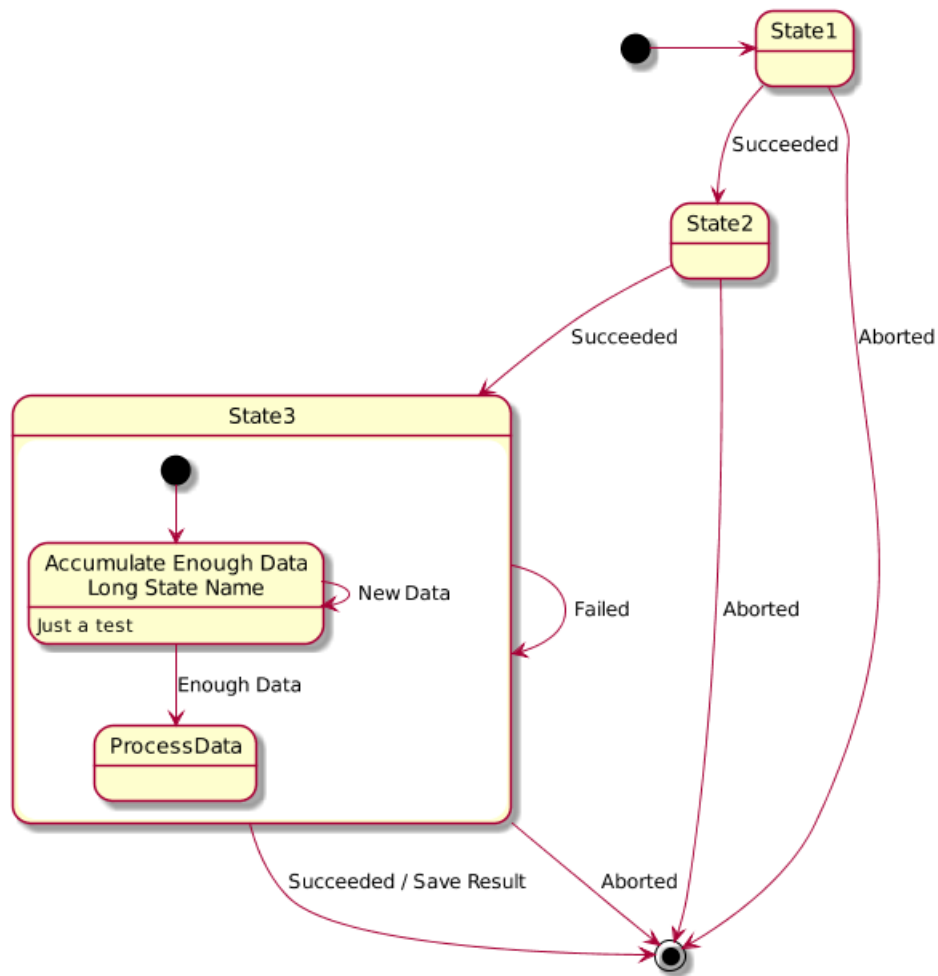 State1
Succeeded
State2
Succeeded
Aborted
State3
Accumulate Enough Data
Long State Name
New Data
Just a test
Failed
Aborted
Enough Data
ProcessData
Succeeded / Save Result
Aborted